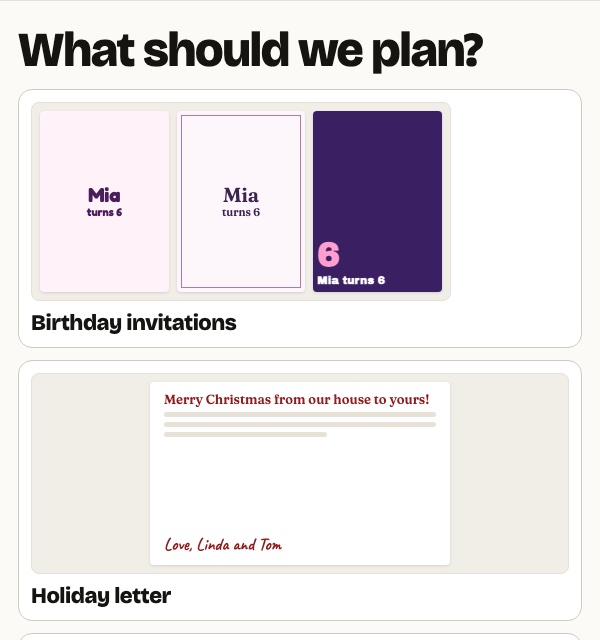 What should we plan?
Mia
turns 6
Mia
turns 6
6
Mia turns 6
Birthday invitations
Merry Christmas from our house to yours!
Love, Linda and Tom
Holiday letter